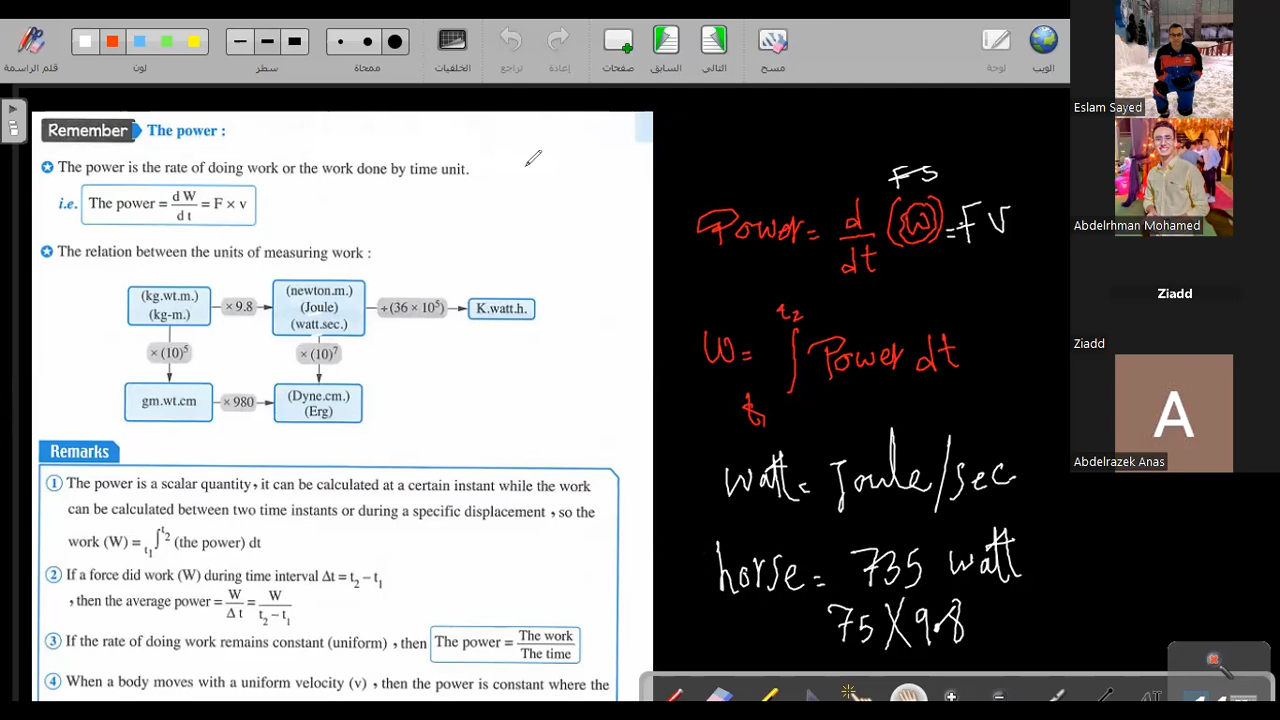 قلم الراسمة
لون
سطر
ممحاة
الخلفيات
تراجع
إعادة
صفحات
السابق
التالي
مسح
لوحة
الويب
Remember The power :
The power is the rate of doing work or the work done by time unit.
i.e. The power = d W / d t = F × v
The relation between the units of measuring work :
(kg.wt.m.)
(kg-m.)
× 9.8
(newton.m.)
(Joule)
(watt.sec.)
÷ (36 × 10⁵)
K.watt.h.
× (10)⁵
× (10)⁷
gm.wt.cm
× 980
(Dyne.cm.)
(Erg)
Remarks
1 The power is a scalar quantity, it can be calculated at a certain instant while the work
can be calculated between two time instants or during a specific displacement , so the
work (W) = t₁∫t₂ (the power) dt
2 If a force did work (W) during time interval Δt = t₂ – t₁
, then the average power = W / Δ t = W / t₂ – t₁
3 If the rate of doing work remains constant (uniform) , then The power = The work / The time
4 When a body moves with a uniform velocity (v) , then the power is constant where the
FS
Power = d/dt (W) = F V
W = ∫ t₁ t₂ Power dt
watt = Joule/sec
horse = 735 watt
75 X 9.8
Eslam Sayed
Abdelrhman Mohamed
Ziadd
Ziadd
A
Abdelrazek Anas